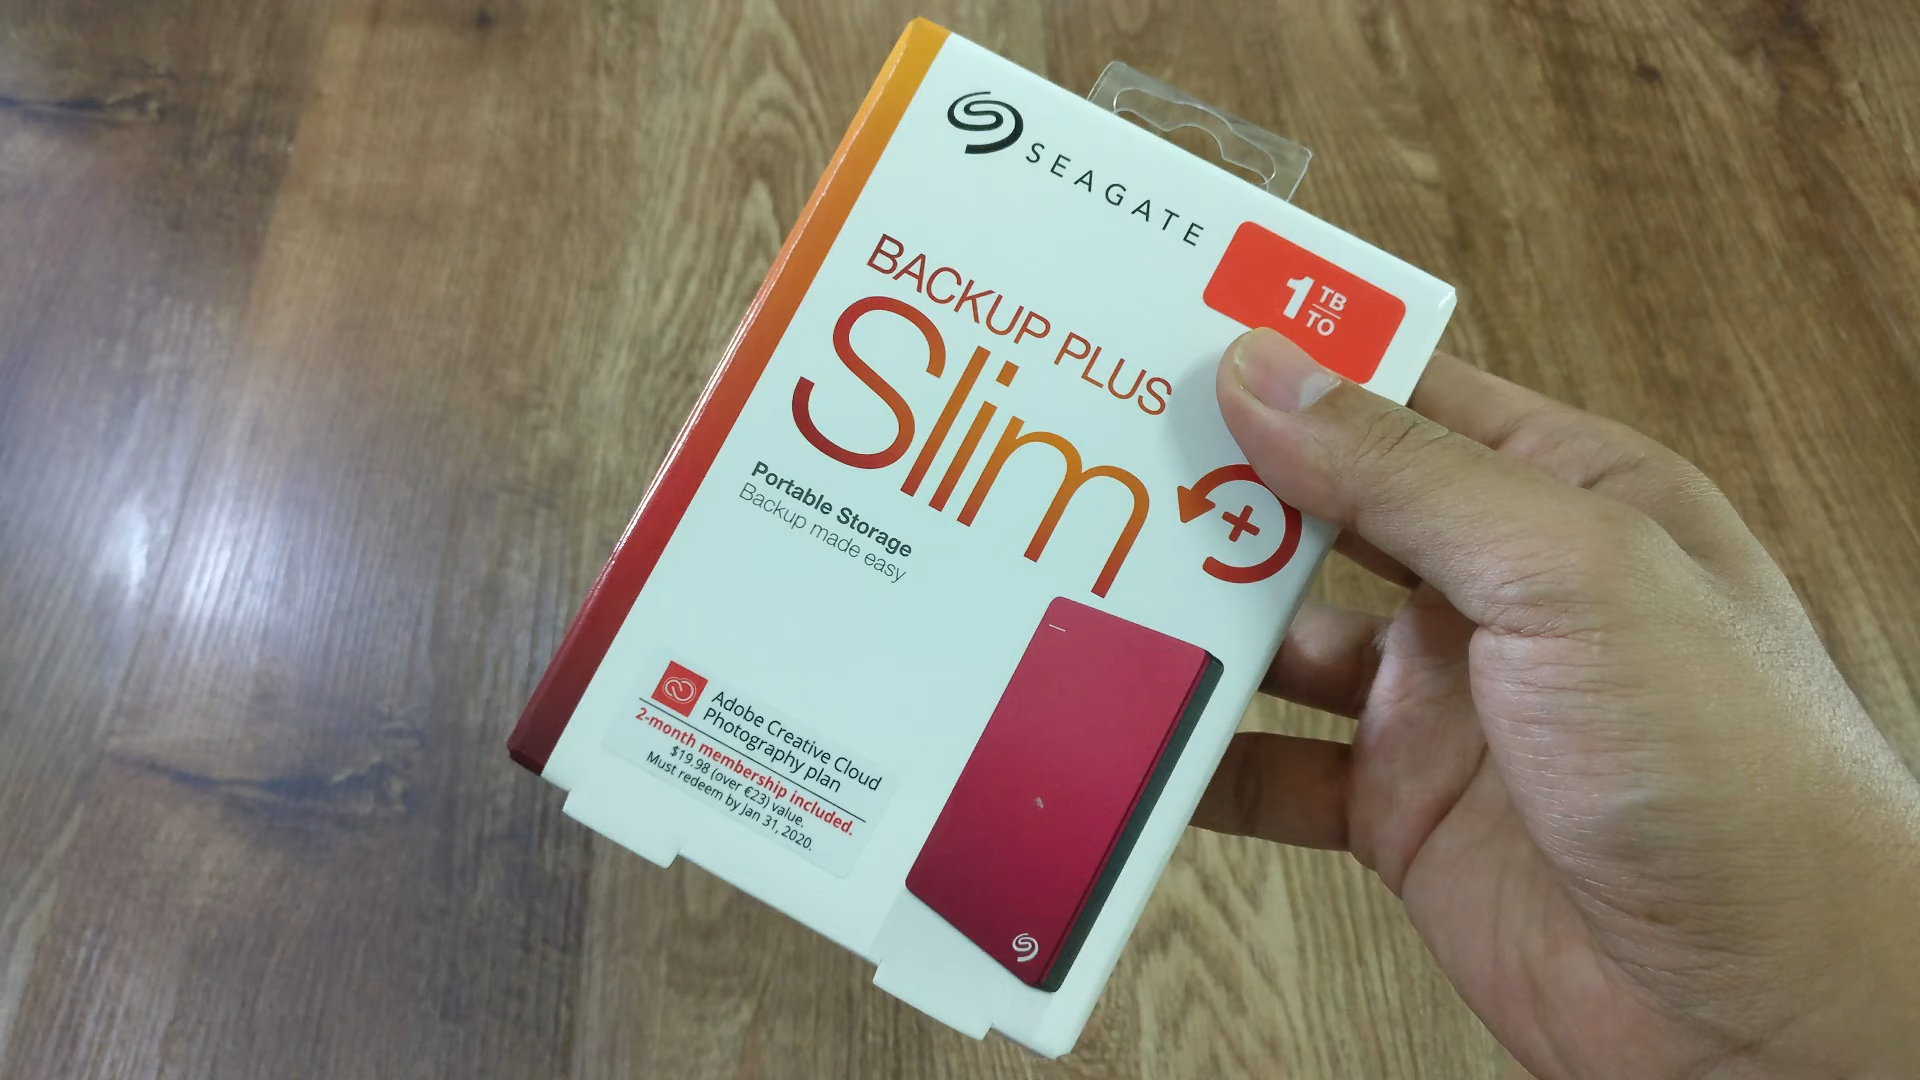 SEAGATE
1 TB
TO
BACKUP PLUS
Slim
Portable Storage
Backup made easy
Adobe Creative Cloud
Photography plan
2-month membership included.
$19.98 (over €23) value.
Must redeem by Jan 31, 2020.